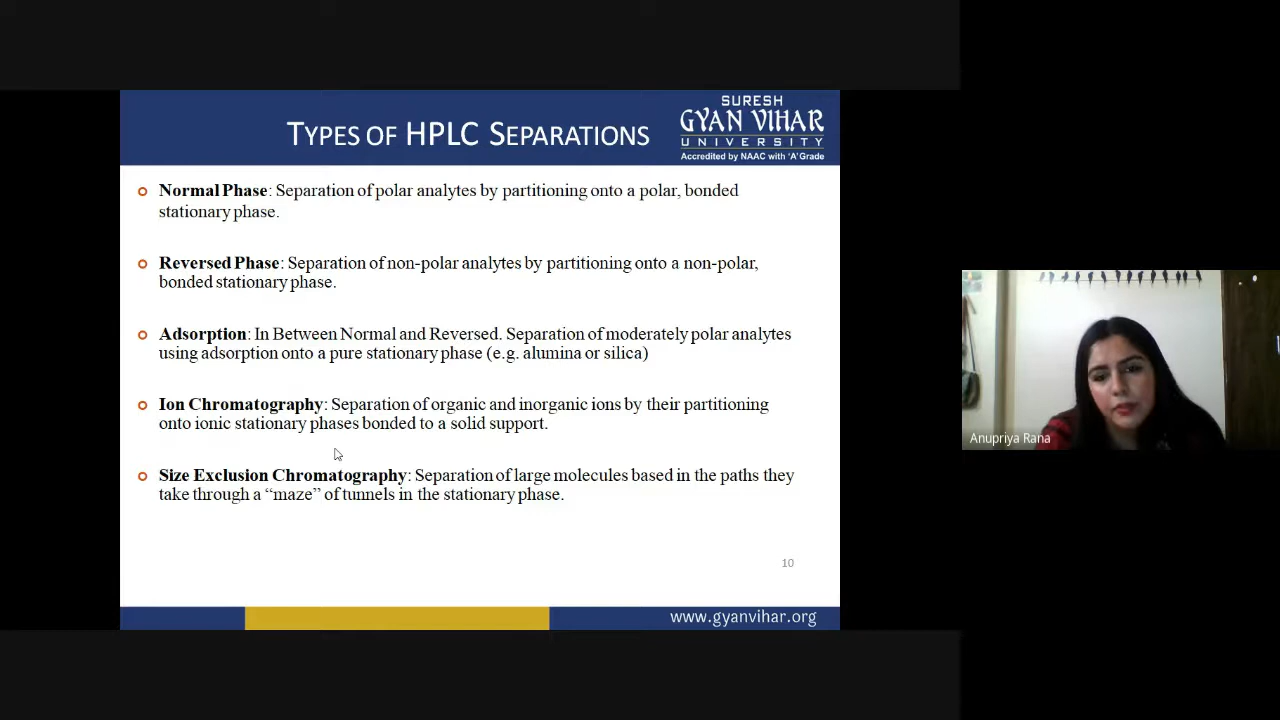 TYPES OF HPLC SEPARATIONS
SURESH
GYAN VIHAR
UNIVERSITY
Accredited by NAAC with 'A' Grade
Normal Phase: Separation of polar analytes by partitioning onto a polar, bonded
stationary phase.
Reversed Phase: Separation of non-polar analytes by partitioning onto a non-polar,
bonded stationary phase.
Adsorption: In Between Normal and Reversed. Separation of moderately polar analytes
using adsorption onto a pure stationary phase (e.g. alumina or silica)
Ion Chromatography: Separation of organic and inorganic ions by their partitioning
onto ionic stationary phases bonded to a solid support.
Size Exclusion Chromatography: Separation of large molecules based in the paths they
take through a “maze” of tunnels in the stationary phase.
10
www.gyanvihar.org
Anupriya Rana